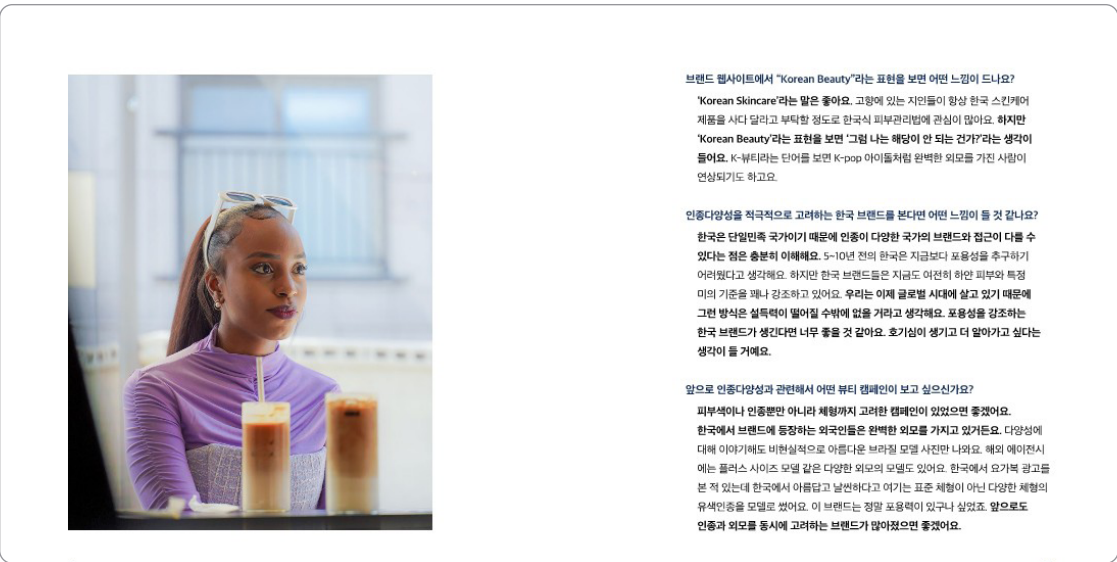 브랜드 웹사이트에서 “Korean Beauty”라는 표현을 보면 어떤 느낌이 드나요?
‘Korean Skincare’라는 말은 좋아요. 고향에 있는 지인들이 항상 한국 스킨케어
제품을 사다 달라고 부탁할 정도로 한국식 피부관리법에 관심이 많아요. 하지만
‘Korean Beauty’라는 표현을 보면 ‘그럼 나는 해당이 안 되는 건가?’라는 생각이
들어요. K-뷰티라는 단어를 보면 K-pop 아이돌처럼 완벽한 외모를 가진 사람이
연상되기도 하고요.
인종다양성을 적극적으로 고려하는 한국 브랜드를 본다면 어떤 느낌이 들 것 같나요?
한국은 단일민족 국가이기 때문에 인종이 다양한 국가의 브랜드와 접근이 다를 수
있다는 점은 충분히 이해해요. 5~10년 전의 한국은 지금보다 포용성을 추구하기
어려웠다고 생각해요. 하지만 한국 브랜드들은 지금도 여전히 하얀 피부와 특정
미의 기준을 꽤나 강조하고 있어요. 우리는 이제 글로벌 시대에 살고 있기 때문에
그런 방식은 설득력이 떨어질 수밖에 없을 거라고 생각해요. 포용성을 강조하는
한국 브랜드가 생긴다면 너무 좋을 것 같아요. 호기심이 생기고 더 알아가고 싶다는
생각이 들 거예요.
앞으로 인종다양성과 관련해서 어떤 뷰티 캠페인이 보고 싶으신가요?
피부색이나 인종뿐만 아니라 체형까지 고려한 캠페인이 있었으면 좋겠어요.
한국에서 브랜드에 등장하는 외국인들은 완벽한 외모를 가지고 있거든요. 다양성에
대해 이야기해도 비현실적으로 아름다운 브라질 모델 사진만 나와요. 해외 에이전시
에는 플러스 사이즈 모델 같은 다양한 외모의 모델도 있어요. 한국에서 요가복 광고를
본 적 있는데 한국에서 아름답고 날씬하다고 여기는 표준 체형이 아닌 다양한 체형의
유색인종을 모델로 썼어요. 이 브랜드는 정말 포용력이 있구나 싶었죠. 앞으로도
인종과 외모를 동시에 고려하는 브랜드가 많아졌으면 좋겠어요.